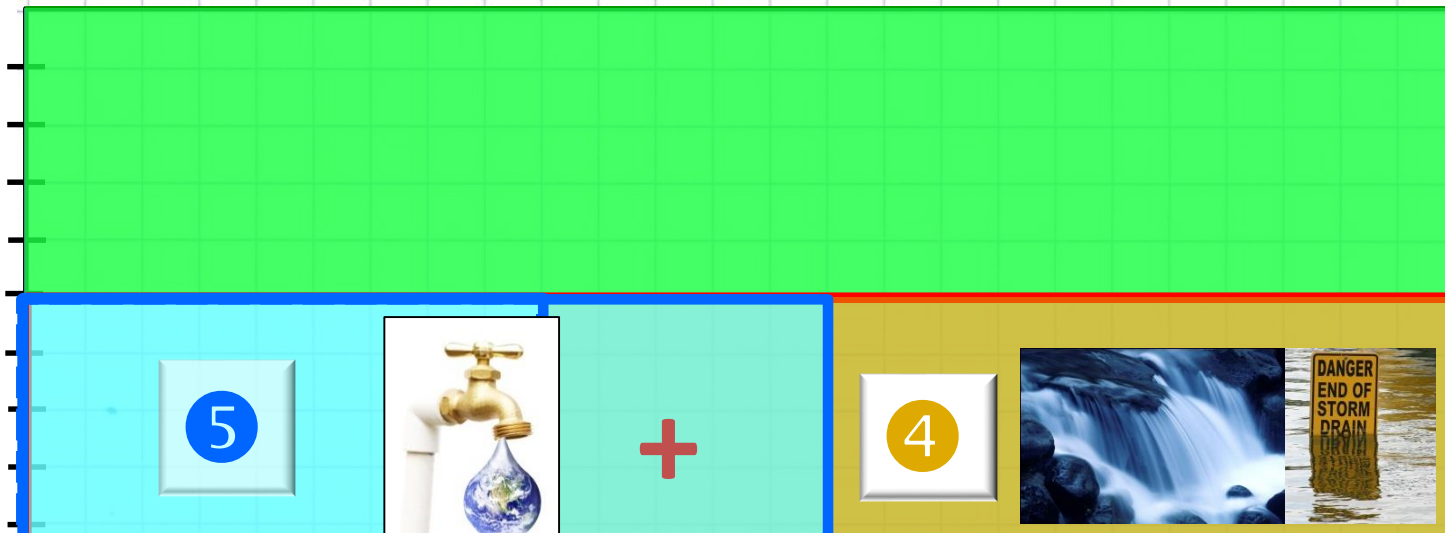 5
+
4
DANGER
END OF
STORM
DRAIN